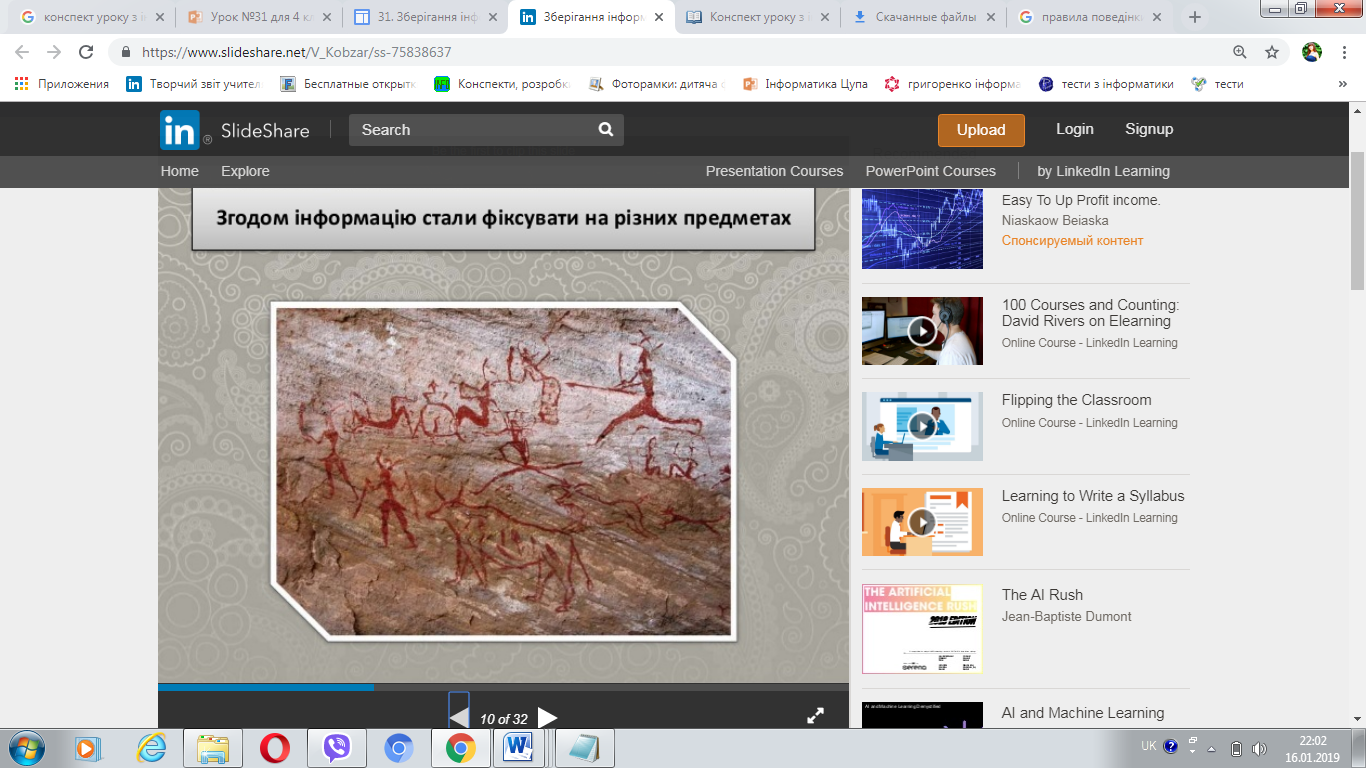 конспект уроку з і
Урок №31 для 4 кл
31. Зберігання інф
Зберігання інформ
Конспект уроку з і
Скачанные файлы
правила поведінк
https://www.slideshare.net/V_Kobzar/ss-75838637
Приложения
Творчий звіт учител
Бесплатные открытк
Конспекти, розробк
Фоторамки: дитяча с
Інформатика Цупа
григоренко інформа
тести з інформатики
тести
in SlideShare
Search
Upload
Login
Signup
Home
Explore
Presentation Courses
PowerPoint Courses
by LinkedIn Learning
Згодом інформацію стали фіксувати на різних предметах
10 of 32
Easy To Up Profit income.
Niaskaow Beiaska
Спонсируемый контент
100 Courses and Counting:
David Rivers on Elearning
Online Course - LinkedIn Learning
Flipping the Classroom
Online Course - LinkedIn Learning
Learning to Write a Syllabus
Online Course - LinkedIn Learning
THE ARTIFICIAL
INTELLIGENCE RUSH
2019 EDITION
The AI Rush
Jean-Baptiste Dumont
AI and Machine Learning
UK
22:02
16.01.2019